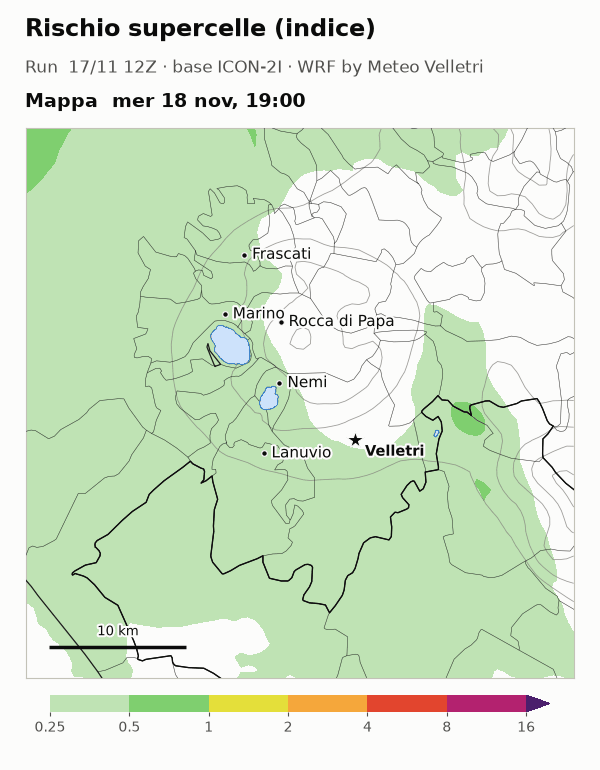 Rischio supercelle (indice)
Run  17/11 12Z · base ICON-2I · WRF by Meteo Velletri
Mappa  mer 18 nov, 19:00
Frascati
Marino
Rocca di Papa
Nemi
Velletri
Lanuvio
10 km
0.25 0.5 1 2 4 8 16